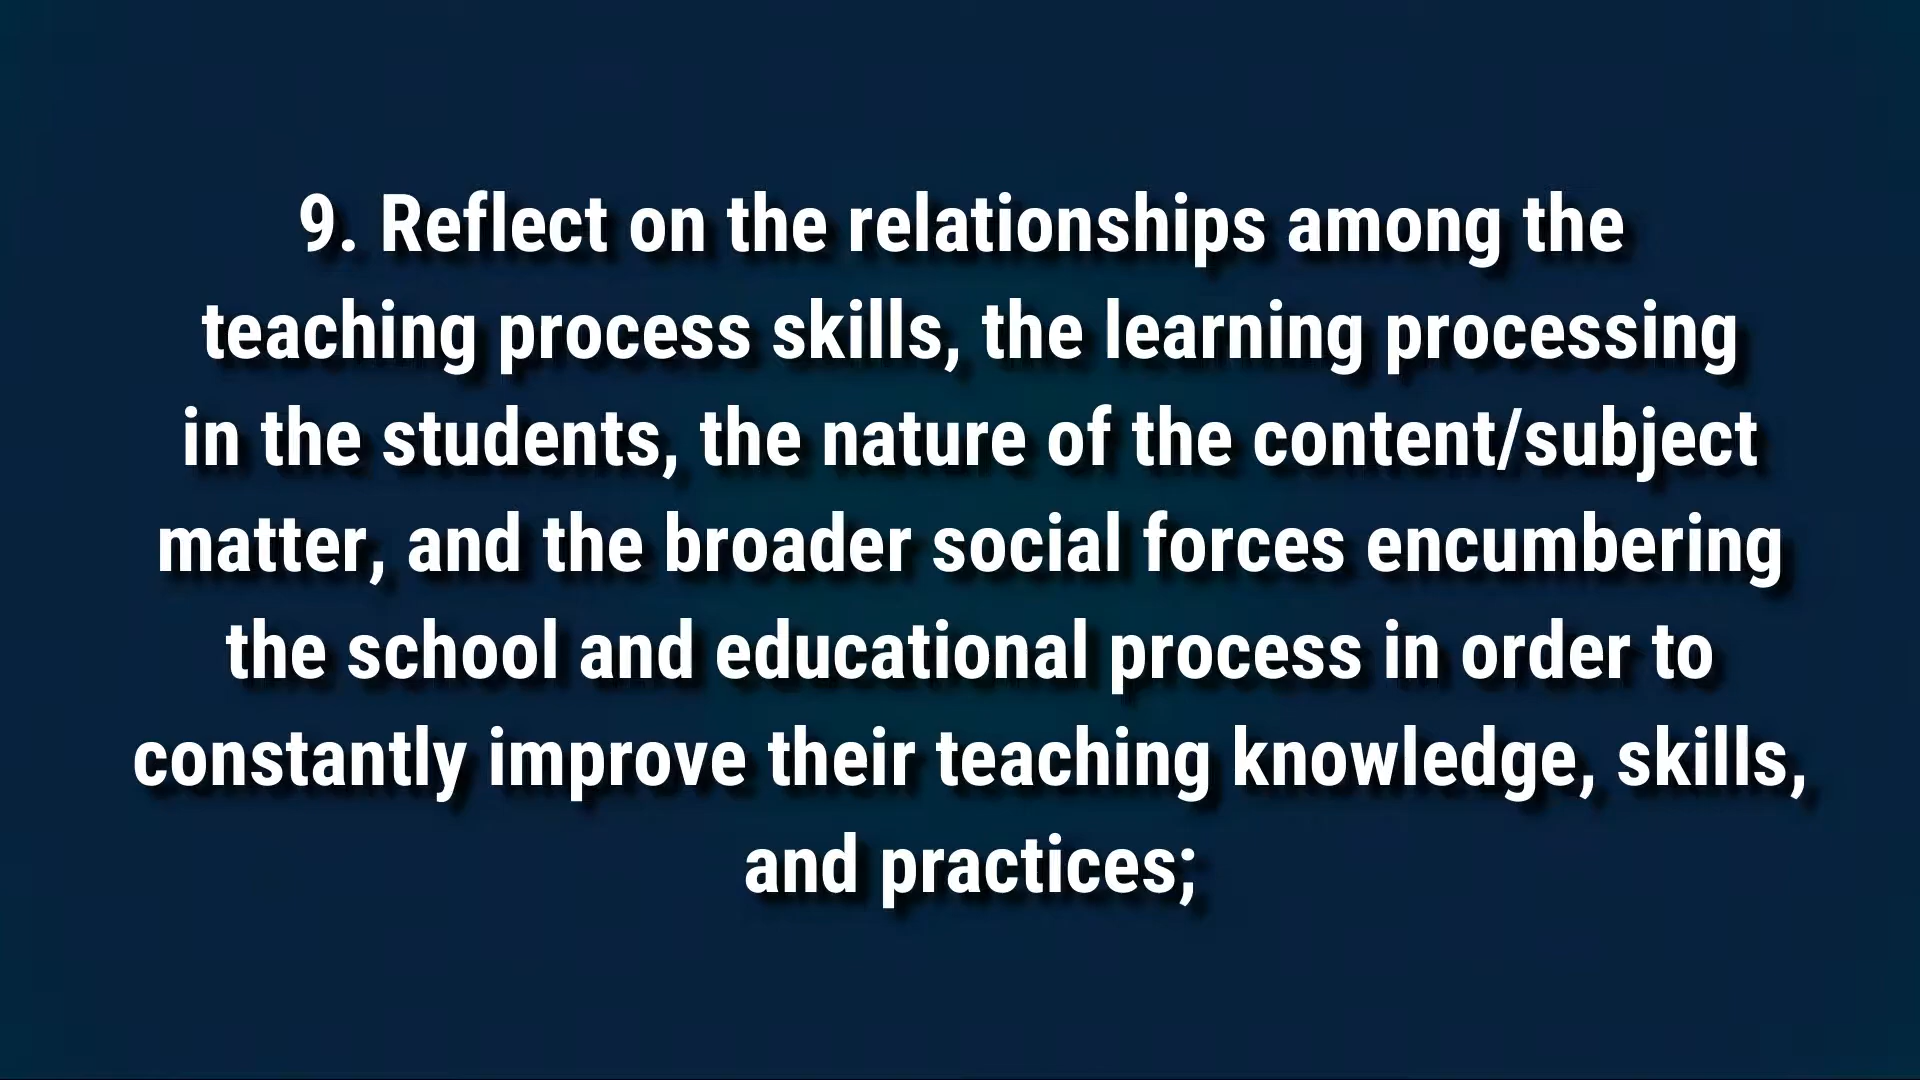 9. Reflect on the relationships among the
teaching process skills, the learning processing
in the students, the nature of the content/subject
matter, and the broader social forces encumbering
the school and educational process in order to
constantly improve their teaching knowledge, skills,
and practices;